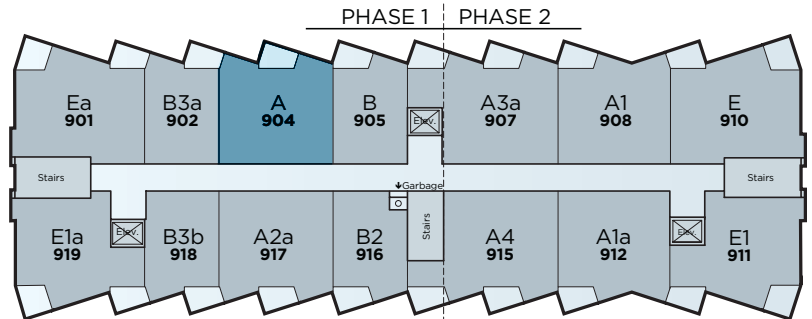 PHASE 1 PHASE 2
Ea
901
B3a
902
A
904
B
905
Elev.
A3a
907
A1
908
E
910
Stairs
Garbage
Stairs
E1a
919
Elev.
B3b
918
A2a
917
B2
916
Stairs
A4
915
A1a
912
Elev.
E1
911